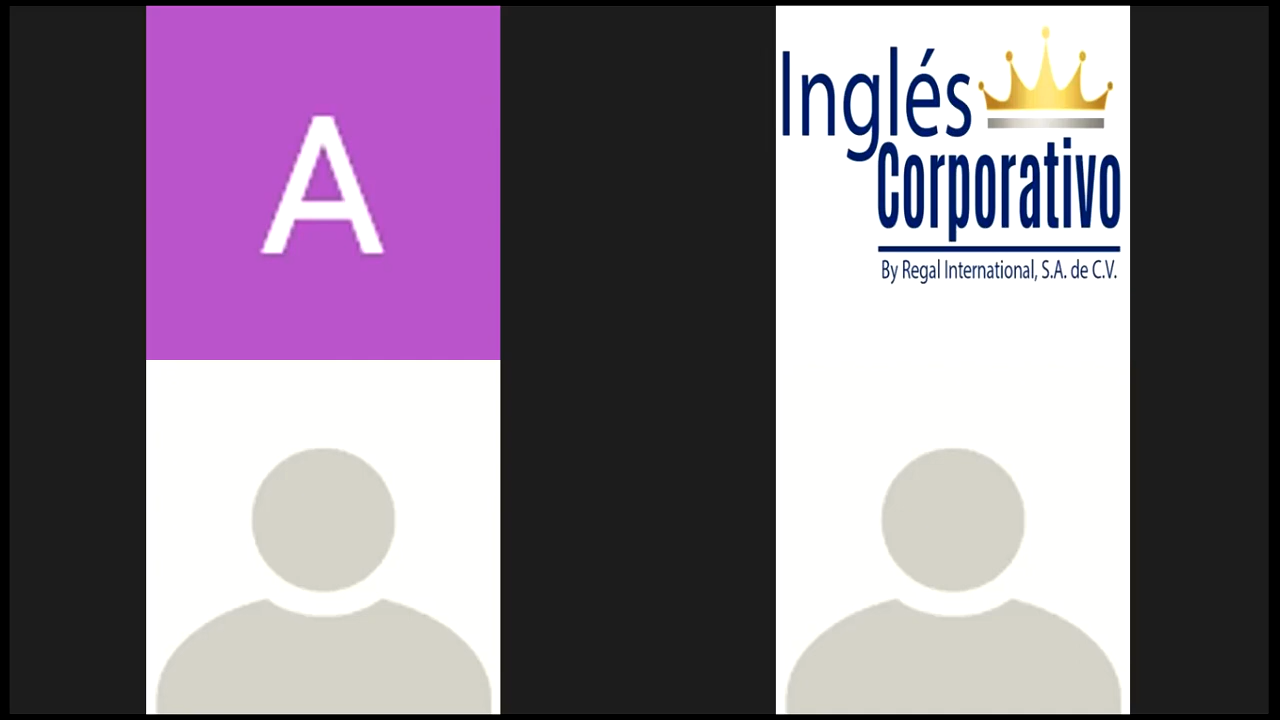 A
Inglés
Corporativo
By Regal International, S.A. de C.V.